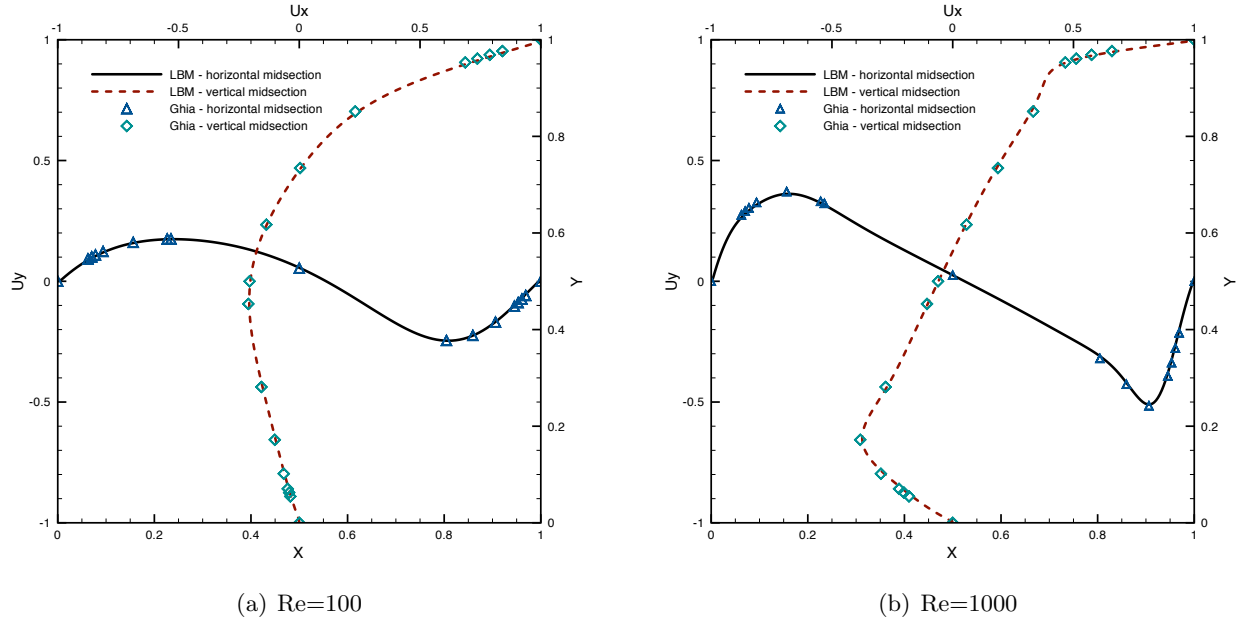 Ux
-1 -0.5 0 0.5 1
1
0.5
0
-0.5
-1
Uy
LBM - horizontal midsection
LBM - vertical midsection
Ghia - horizontal midsection
Ghia - vertical midsection
1
0.8
0.6
0.4
0.2
0
Y
0 0.2 0.4 0.6 0.8 1
X
(a) Re=100
Ux
-1 -0.5 0 0.5 1
1
0.5
0
-0.5
-1
Uy
LBM - horizontal midsection
LBM - vertical midsection
Ghia - horizontal midsection
Ghia - vertical midsection
1
0.8
0.6
0.4
0.2
0
Y
0 0.2 0.4 0.6 0.8 1
X
(b) Re=1000